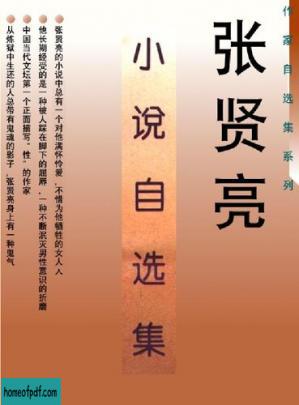 作家自选集系列
张贤亮
小说自选集
张贤亮的小说中总有一个对他满怀怜爱，不惜为他牺牲的女人
他长期经受的是一种被人踩在脚下的屈辱，一种不断泯灭男性意识的折磨
中国当代文坛第一个正面描写“性”的作家
从炼狱中生还的人总带有鬼魂的影子，张贤亮身上有一种鬼气
homeofpdf.com